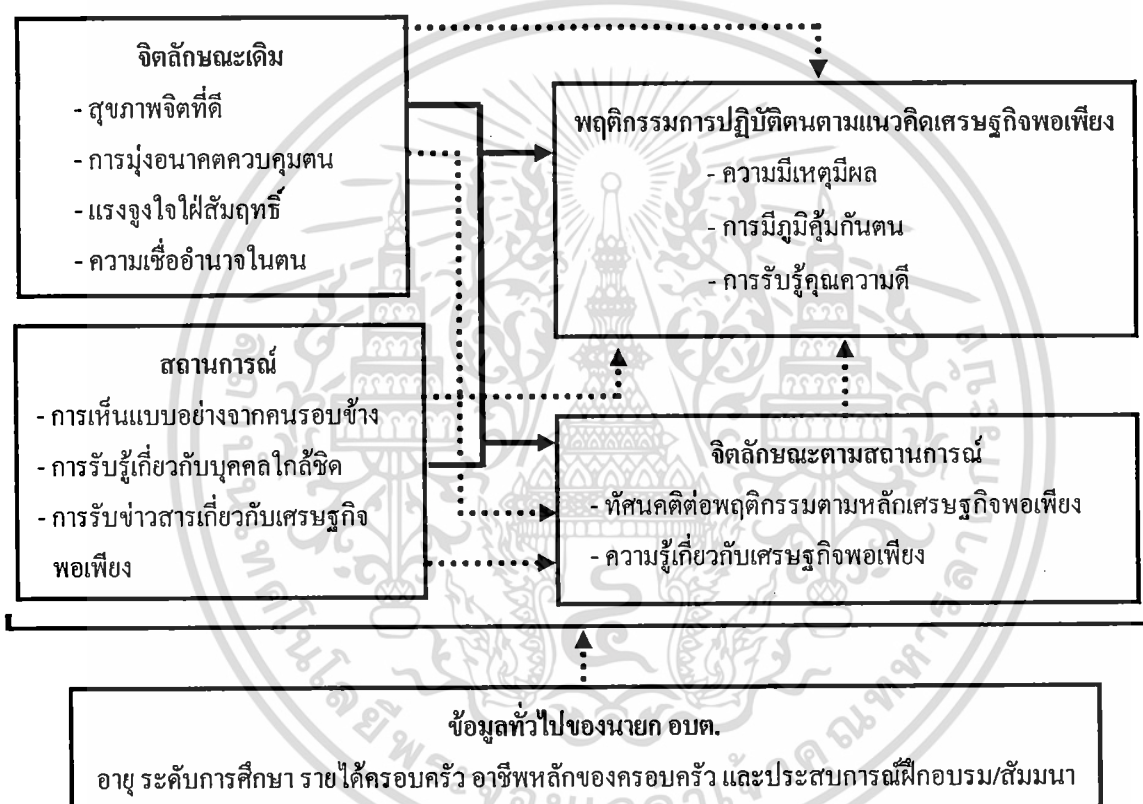 จิตลักษณะเดิม
- สุขภาพจิตที่ดี
- การมุ่งอนาคตควบคุมตน
- แรงจูงใจใฝ่สัมฤทธิ์
- ความเชื่ออำนาจในตน
พฤติกรรมการปฏิบัติตนตามแนวคิดเศรษฐกิจพอเพียง
- ความมีเหตุมีผล
- การมีภูมิคุ้มกันตน
- การรับรู้คุณความดี
สถานการณ์
- การเห็นแบบอย่างจากคนรอบข้าง
- การรับรู้เกี่ยวกับบุคคลใกล้ชิด
- การรับข่าวสารเกี่ยวกับเศรษฐกิจ
พอเพียง
จิตลักษณะตามสถานการณ์
- ทัศนคติต่อพฤติกรรมตามหลักเศรษฐกิจพอเพียง
- ความรู้เกี่ยวกับเศรษฐกิจพอเพียง
ข้อมูลทั่วไปของนายก อบต.
อายุ ระดับการศึกษา รายได้ครอบครัว อาชีพหลักของครอบครัว และประสบการณ์ฝึกอบรม/สัมมนา